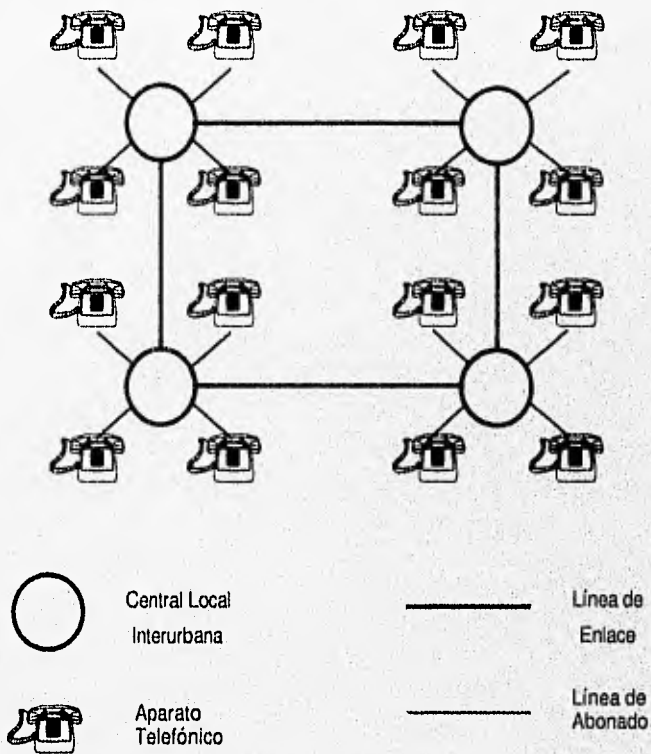 Central Local
Interurbana
Línea de
Enlace
Aparato
Telefónico
Línea de
Abonado